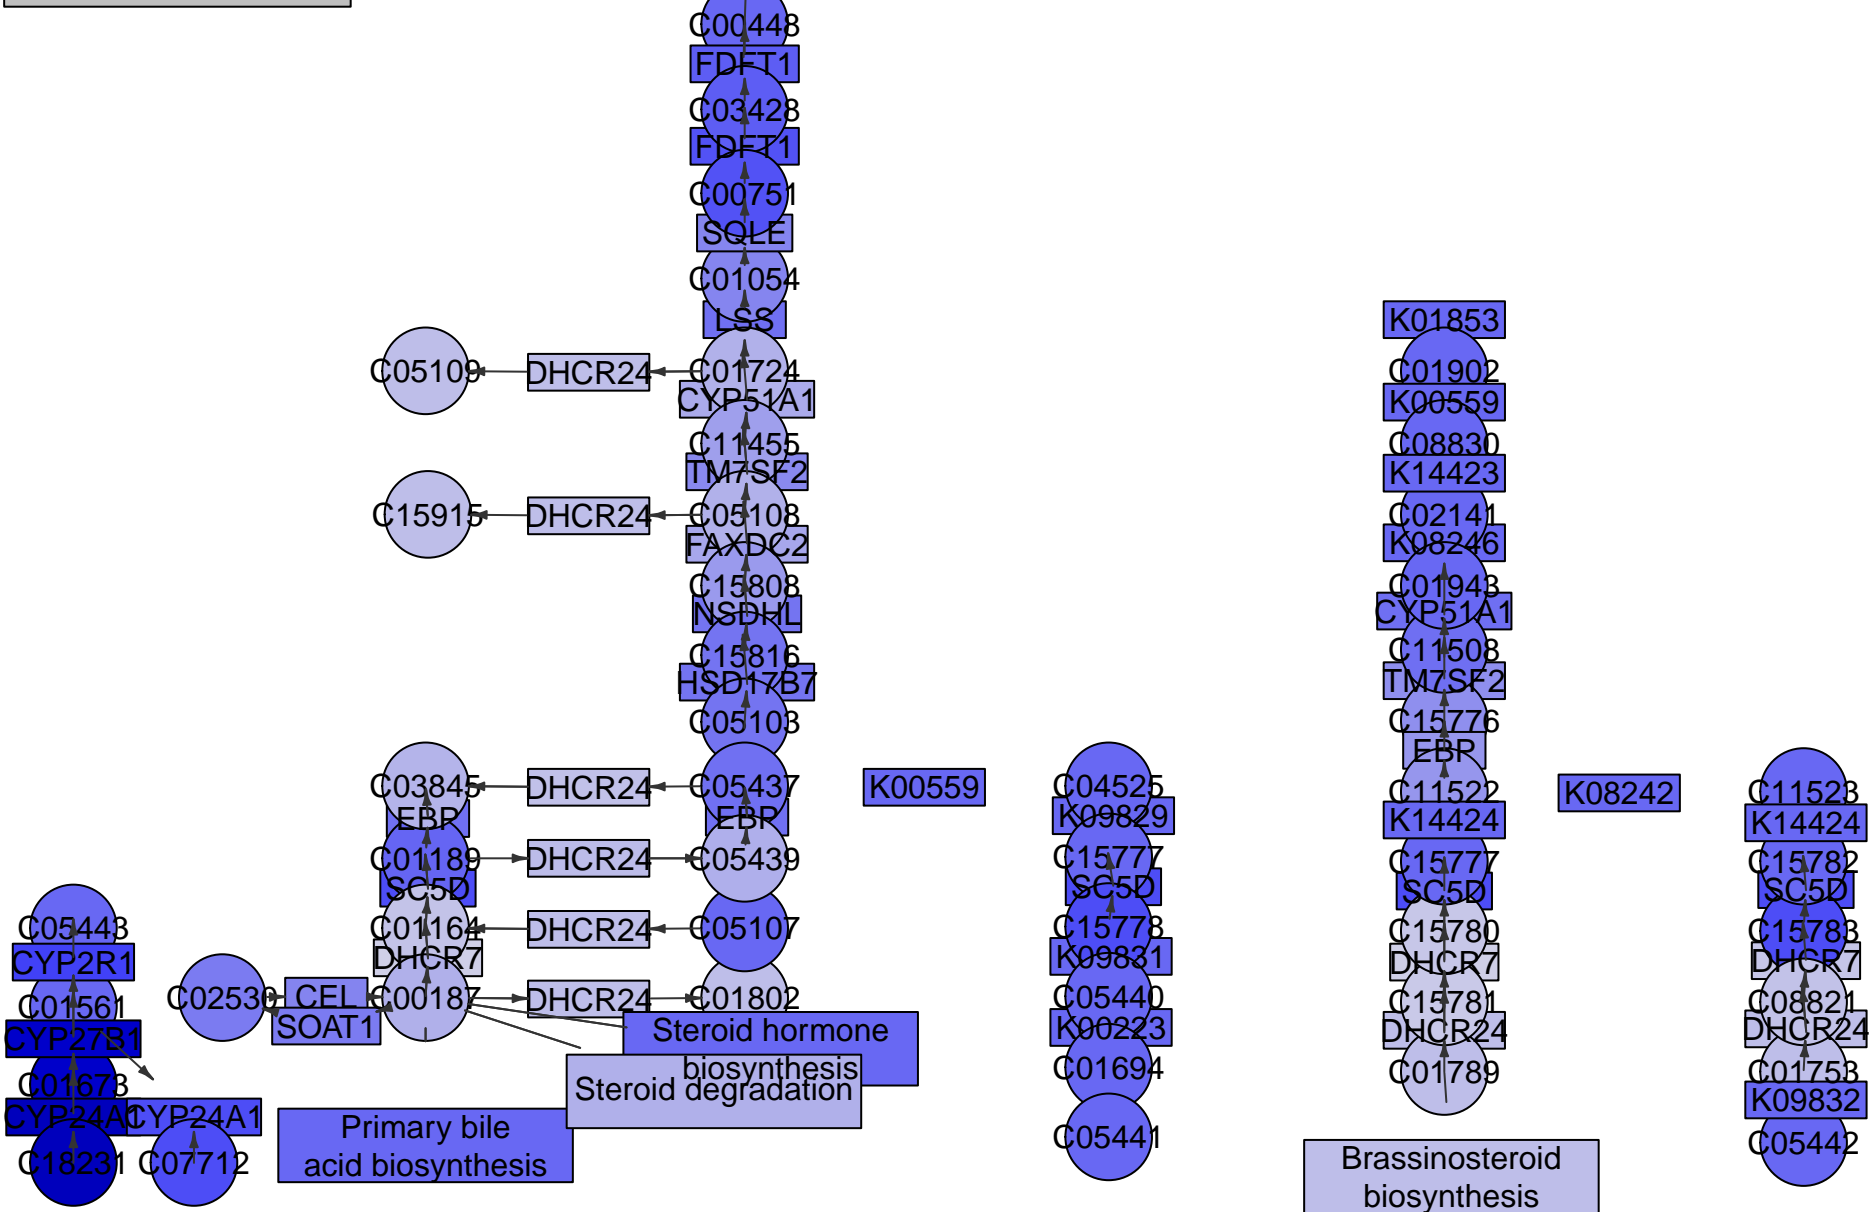 C00448
FDFT1
C03428
FDFT1
C00751
SQLE
C01054
LSS
C05109
DHCR24
C01724
CYP51A1
C11455
TM7SF2
C15915
DHCR24
C05108
FAXDC2
C15808
NSDHL
C15816
HSD17B7
C05103
C03845
DHCR24
C05437
EBP
EBP
C01189
DHCR24
C05439
SC5D
C01164
DHCR24
C05107
DHCR7
C02530
CEL
SOAT1
C00187
DHCR24
C01802
C05443
CYP2R1
C01561
CYP27B1
C01673
CYP24A1
CYP24A1
C18231
C07712
Steroid hormone
biosynthesis
Steroid degradation
Primary bile
acid biosynthesis
K00559
C04525
K09829
C15777
SC5D
C15778
K09831
C05440
K00223
C01694
C05441
K01853
C01902
K00559
C08830
K14423
C02141
K08246
C01943
CYP51A1
C11508
TM7SF2
C15776
EBP
C11522
K14424
C15777
SC5D
C15780
DHCR7
C15781
DHCR24
C01789
Brassinosteroid
biosynthesis
K08242
C11523
K14424
C15782
SC5D
C15783
DHCR7
C08821
DHCR24
C01753
K09832
C05442